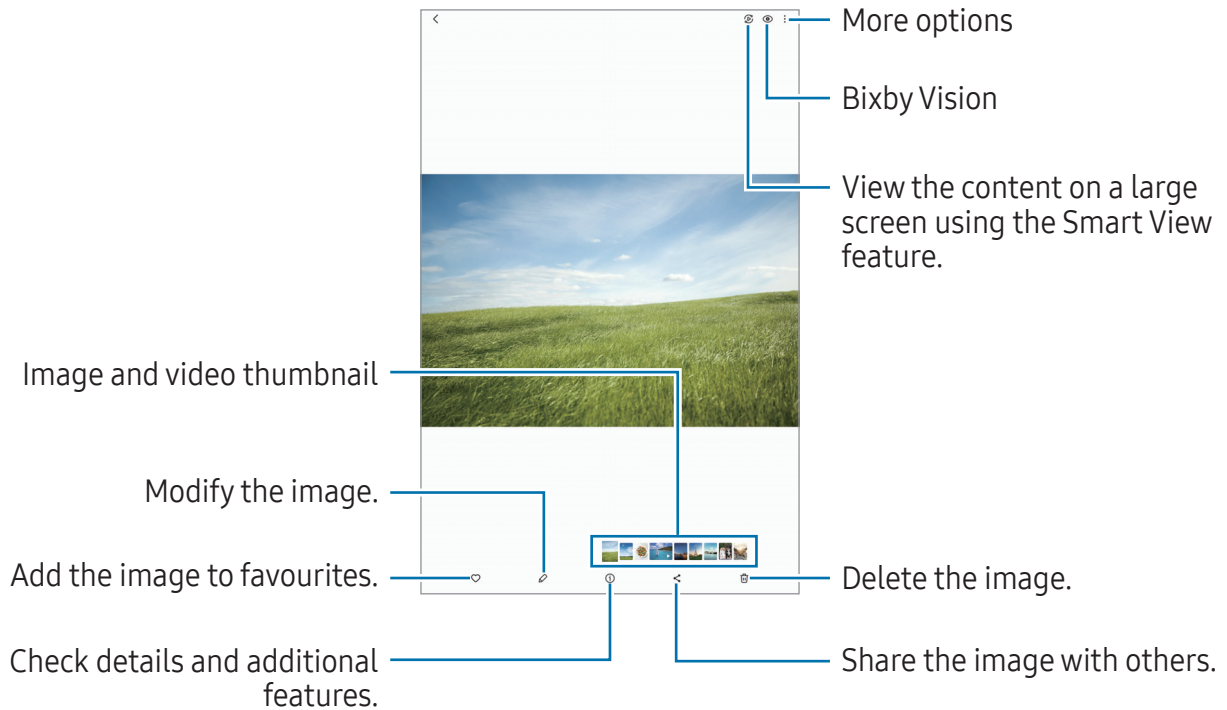 More options
Bixby Vision
View the content on a large
screen using the Smart View
feature.
Image and video thumbnail
Modify the image.
Add the image to favourites.
Delete the image.
Check details and additional
features.
Share the image with others.